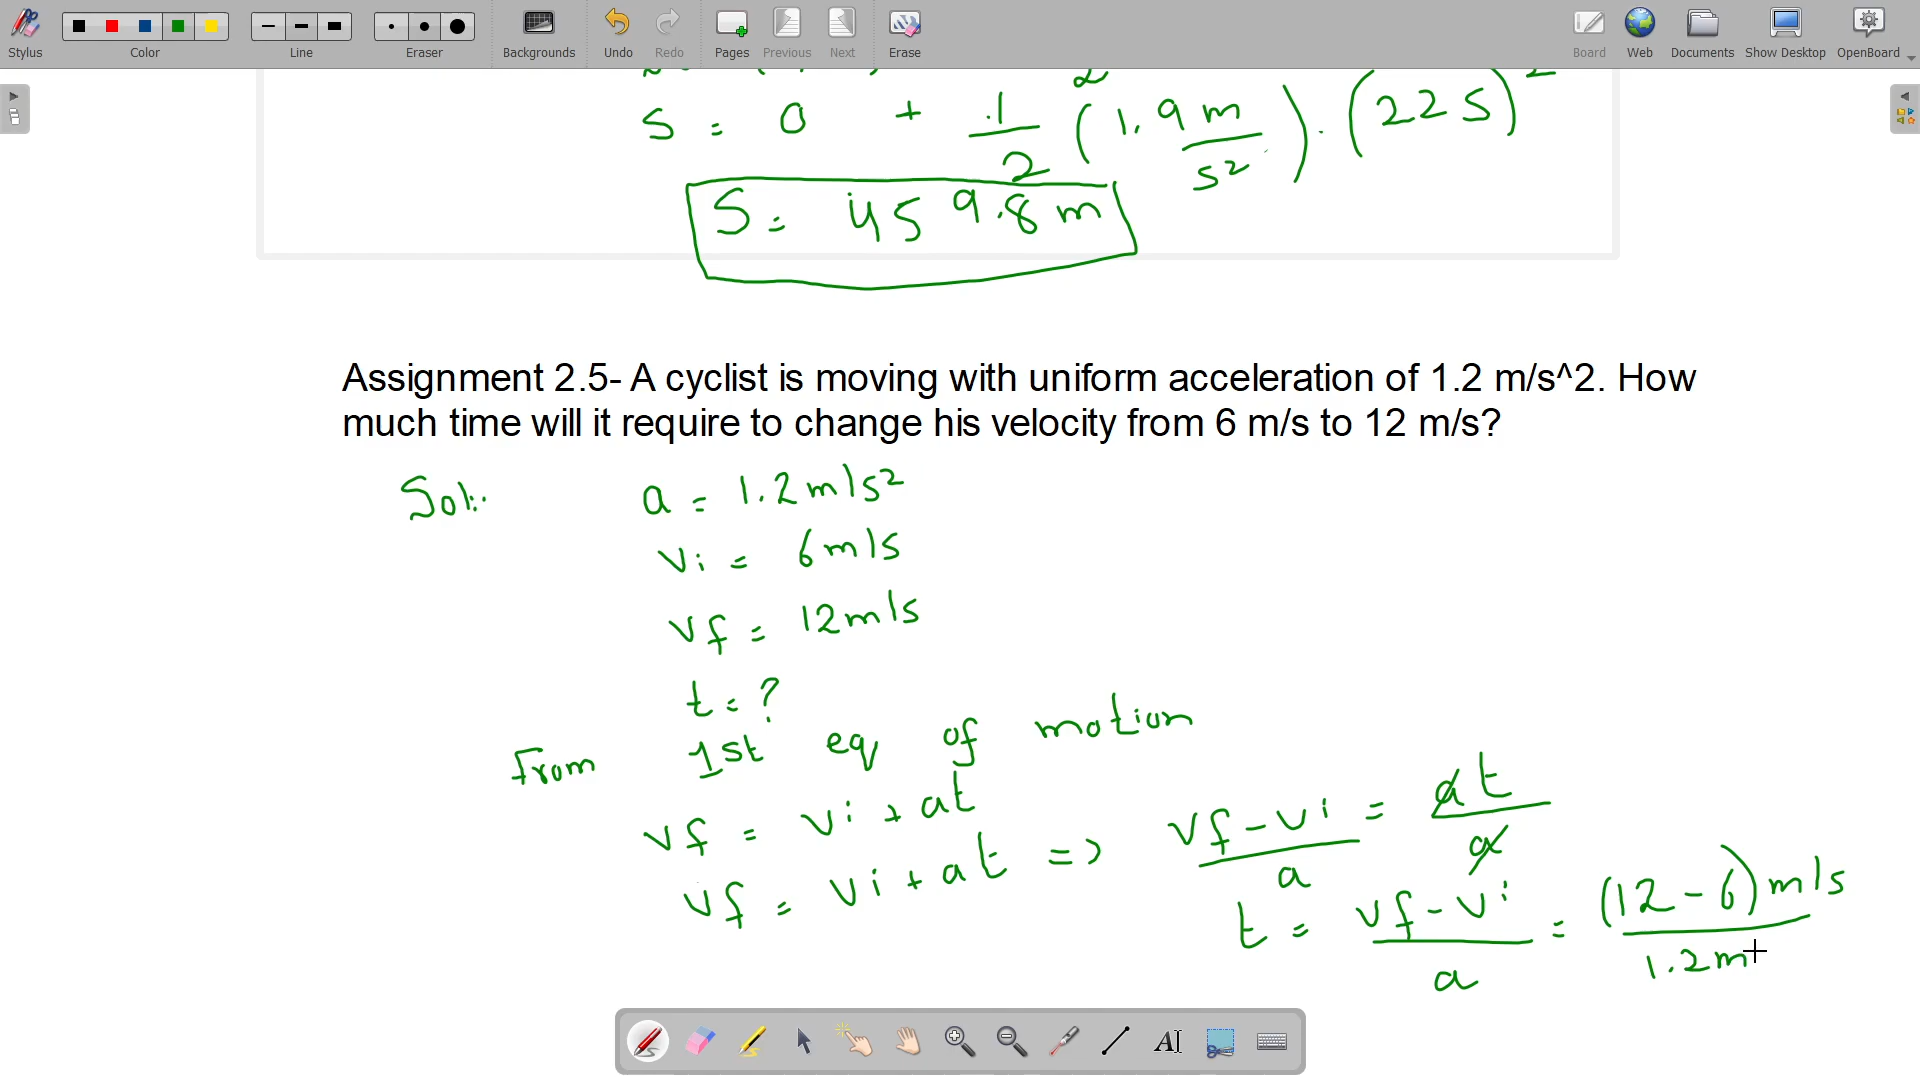 Stylus Color Line Eraser Backgrounds Undo Redo Pages Previous Next Erase Board Web Documents Show Desktop OpenBoard
S = 0 + 1/2 (1.9 m/s²) . (22 s)²
S = 459.8 m
Assignment 2.5- A cyclist is moving with uniform acceleration of 1.2 m/s^2. How
much time will it require to change his velocity from 6 m/s to 12 m/s?
Sol:
a = 1.2 m/s²
vi = 6 m/s
vf = 12 m/s
t = ?
From 1st eq of motion
vf = vi + at
vf = vi + at => vf - vi / a = at / a
t = vf - vi / a = (12 - 6) m/s / 1.2 m